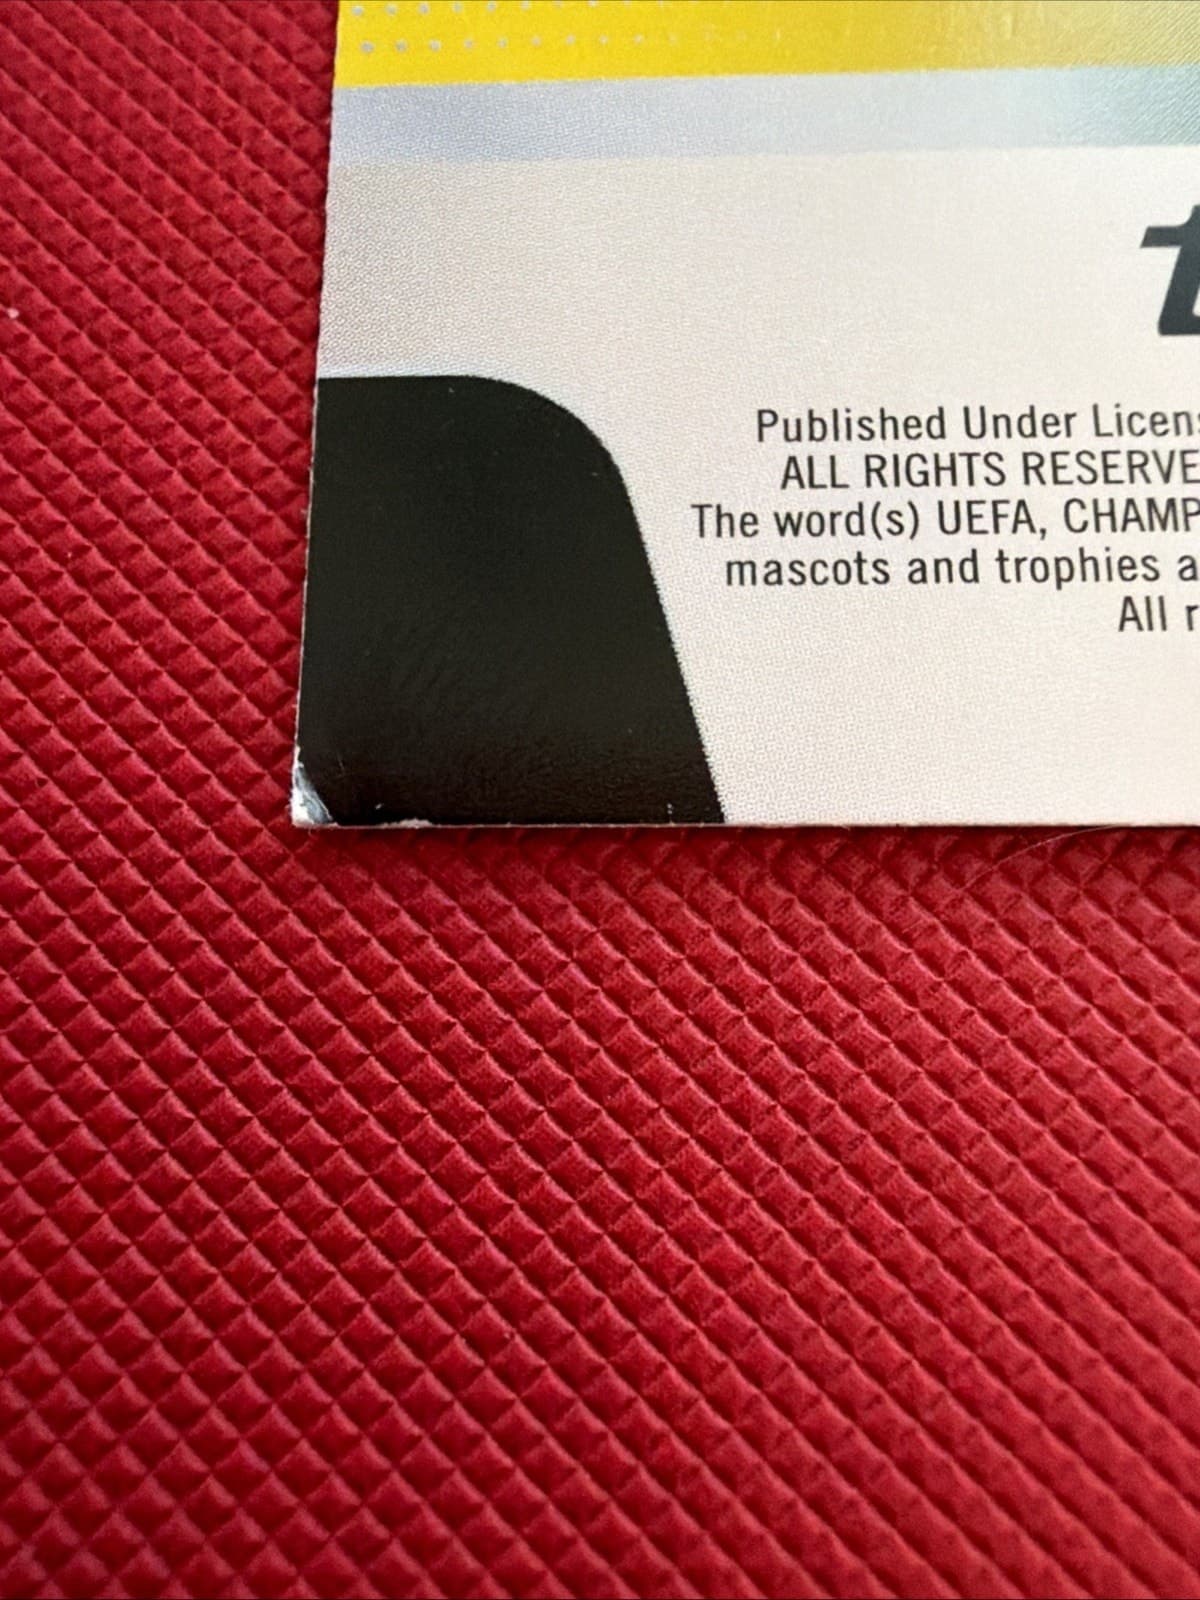 t
Published Under Licens
ALL RIGHTS RESERVE
The word(s) UEFA, CHAMP
mascots and trophies a
All r